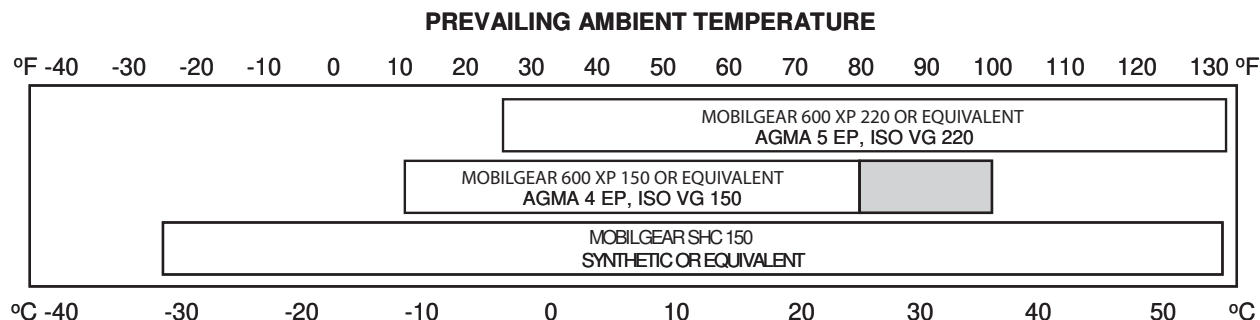 PREVAILING AMBIENT TEMPERATURE
ºF -40 -30 -20 -10 0 10 20 30 40 50 60 70 80 90 100 110 120 130 ºF
MOBILGEAR 600 XP 220 OR EQUIVALENT
AGMA 5 EP, ISO VG 220
MOBILGEAR 600 XP 150 OR EQUIVALENT
AGMA 4 EP, ISO VG 150
MOBILGEAR SHC 150
SYNTHETIC OR EQUIVALENT
ºC -40 -30 -20 -10 0 10 20 30 40 50 ºC